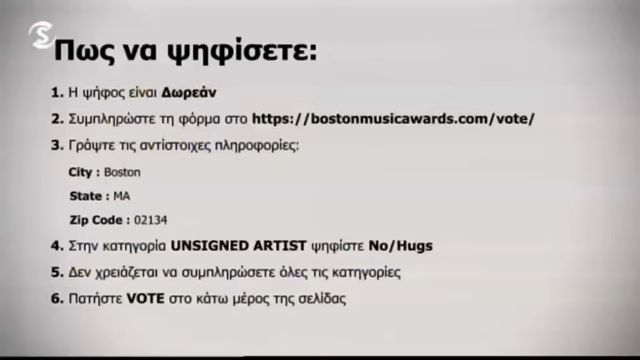 Πως να ψηφίσετε:
1. Η ψήφος είναι Δωρεάν
2. Συμπληρώστε τη φόρμα στο https://bostonmusicawards.com/vote/
3. Γράψτε τις αντίστοιχες πληροφορίες:
City : Boston
State : MA
Zip Code : 02134
4. Στην κατηγορία UNSIGNED ARTIST ψηφίστε No/Hugs
5. Δεν χρειάζεται να συμπληρώσετε όλες τις κατηγορίες
6. Πατήστε VOTE στο κάτω μέρος της σελίδας